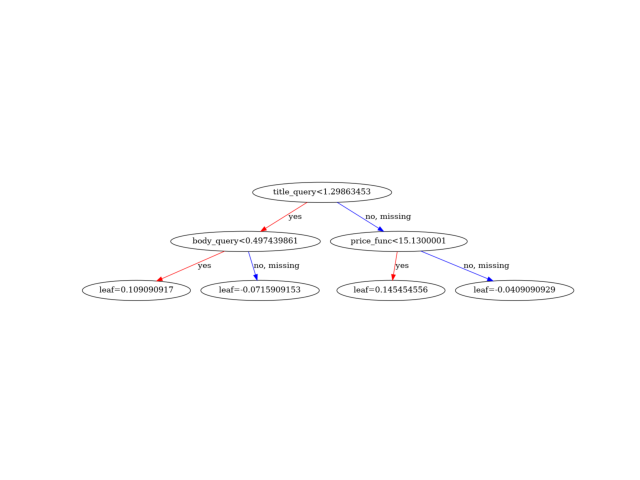 title_query<1.29863453
yes
no, missing
body_query<0.497439861
price_func<15.1300001
yes
no, missing
yes
no, missing
leaf=0.109090917
leaf=-0.0715909153
leaf=0.145454556
leaf=-0.0409090929